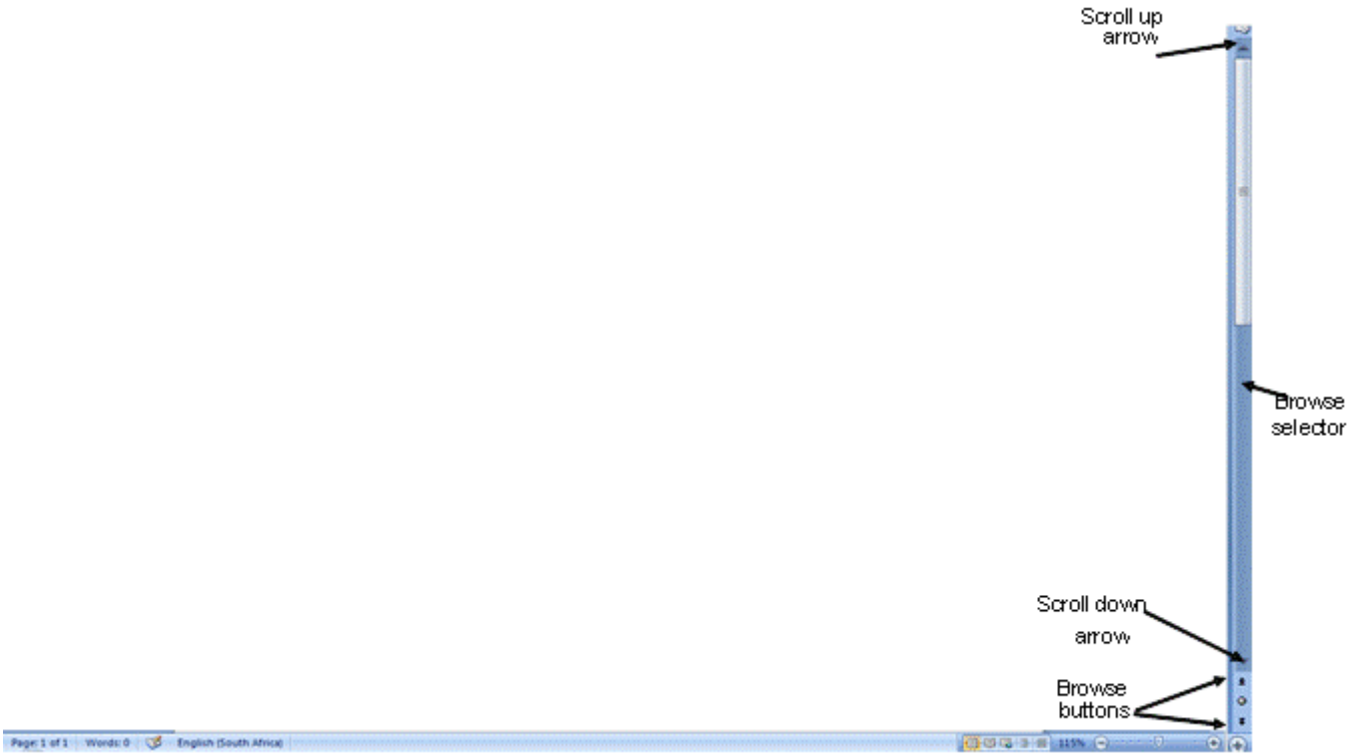 Scroll up
arrow
Browse
selector
Scroll down
arrow
Browse
buttons
Page: 1 of 1 Words: 0 English (South Africa) 115%